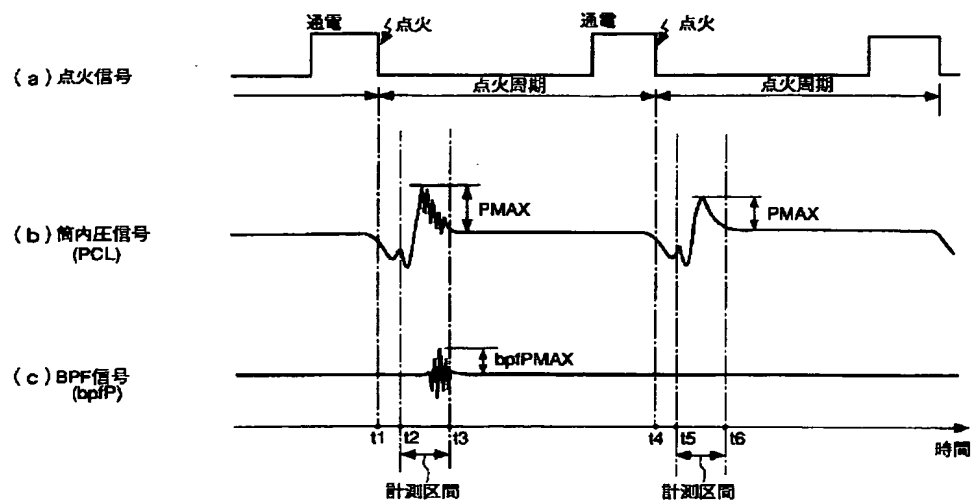 通電
点火
通電
点火
(a)点火信号
点火周期
点火周期
PMAX
PMAX
(b)筒内圧信号
(PCL)
bpfPMAX
(c)BPF信号
(bpfP)
t1
t2
t3
t4
t5
t6
時間
計測区間
計測区間